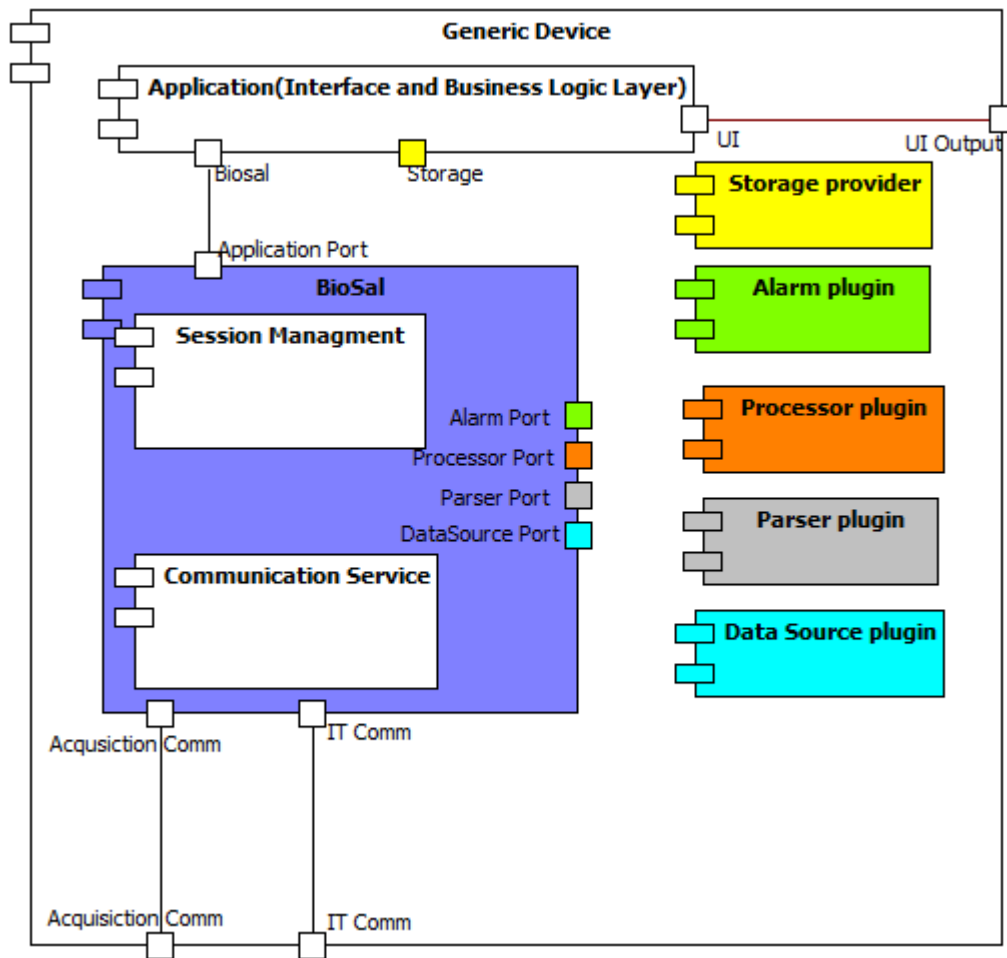 Generic Device
Application(Interface and Business Logic Layer)
UI
UI Output
Biosal
Storage
Storage provider
Application Port
BioSal
Alarm plugin
Session Managment
Alarm Port
Processor plugin
Processor Port
Parser Port
Parser plugin
DataSource Port
Communication Service
Data Source plugin
IT Comm
Acqusiction Comm
Acquisiction Comm
IT Comm